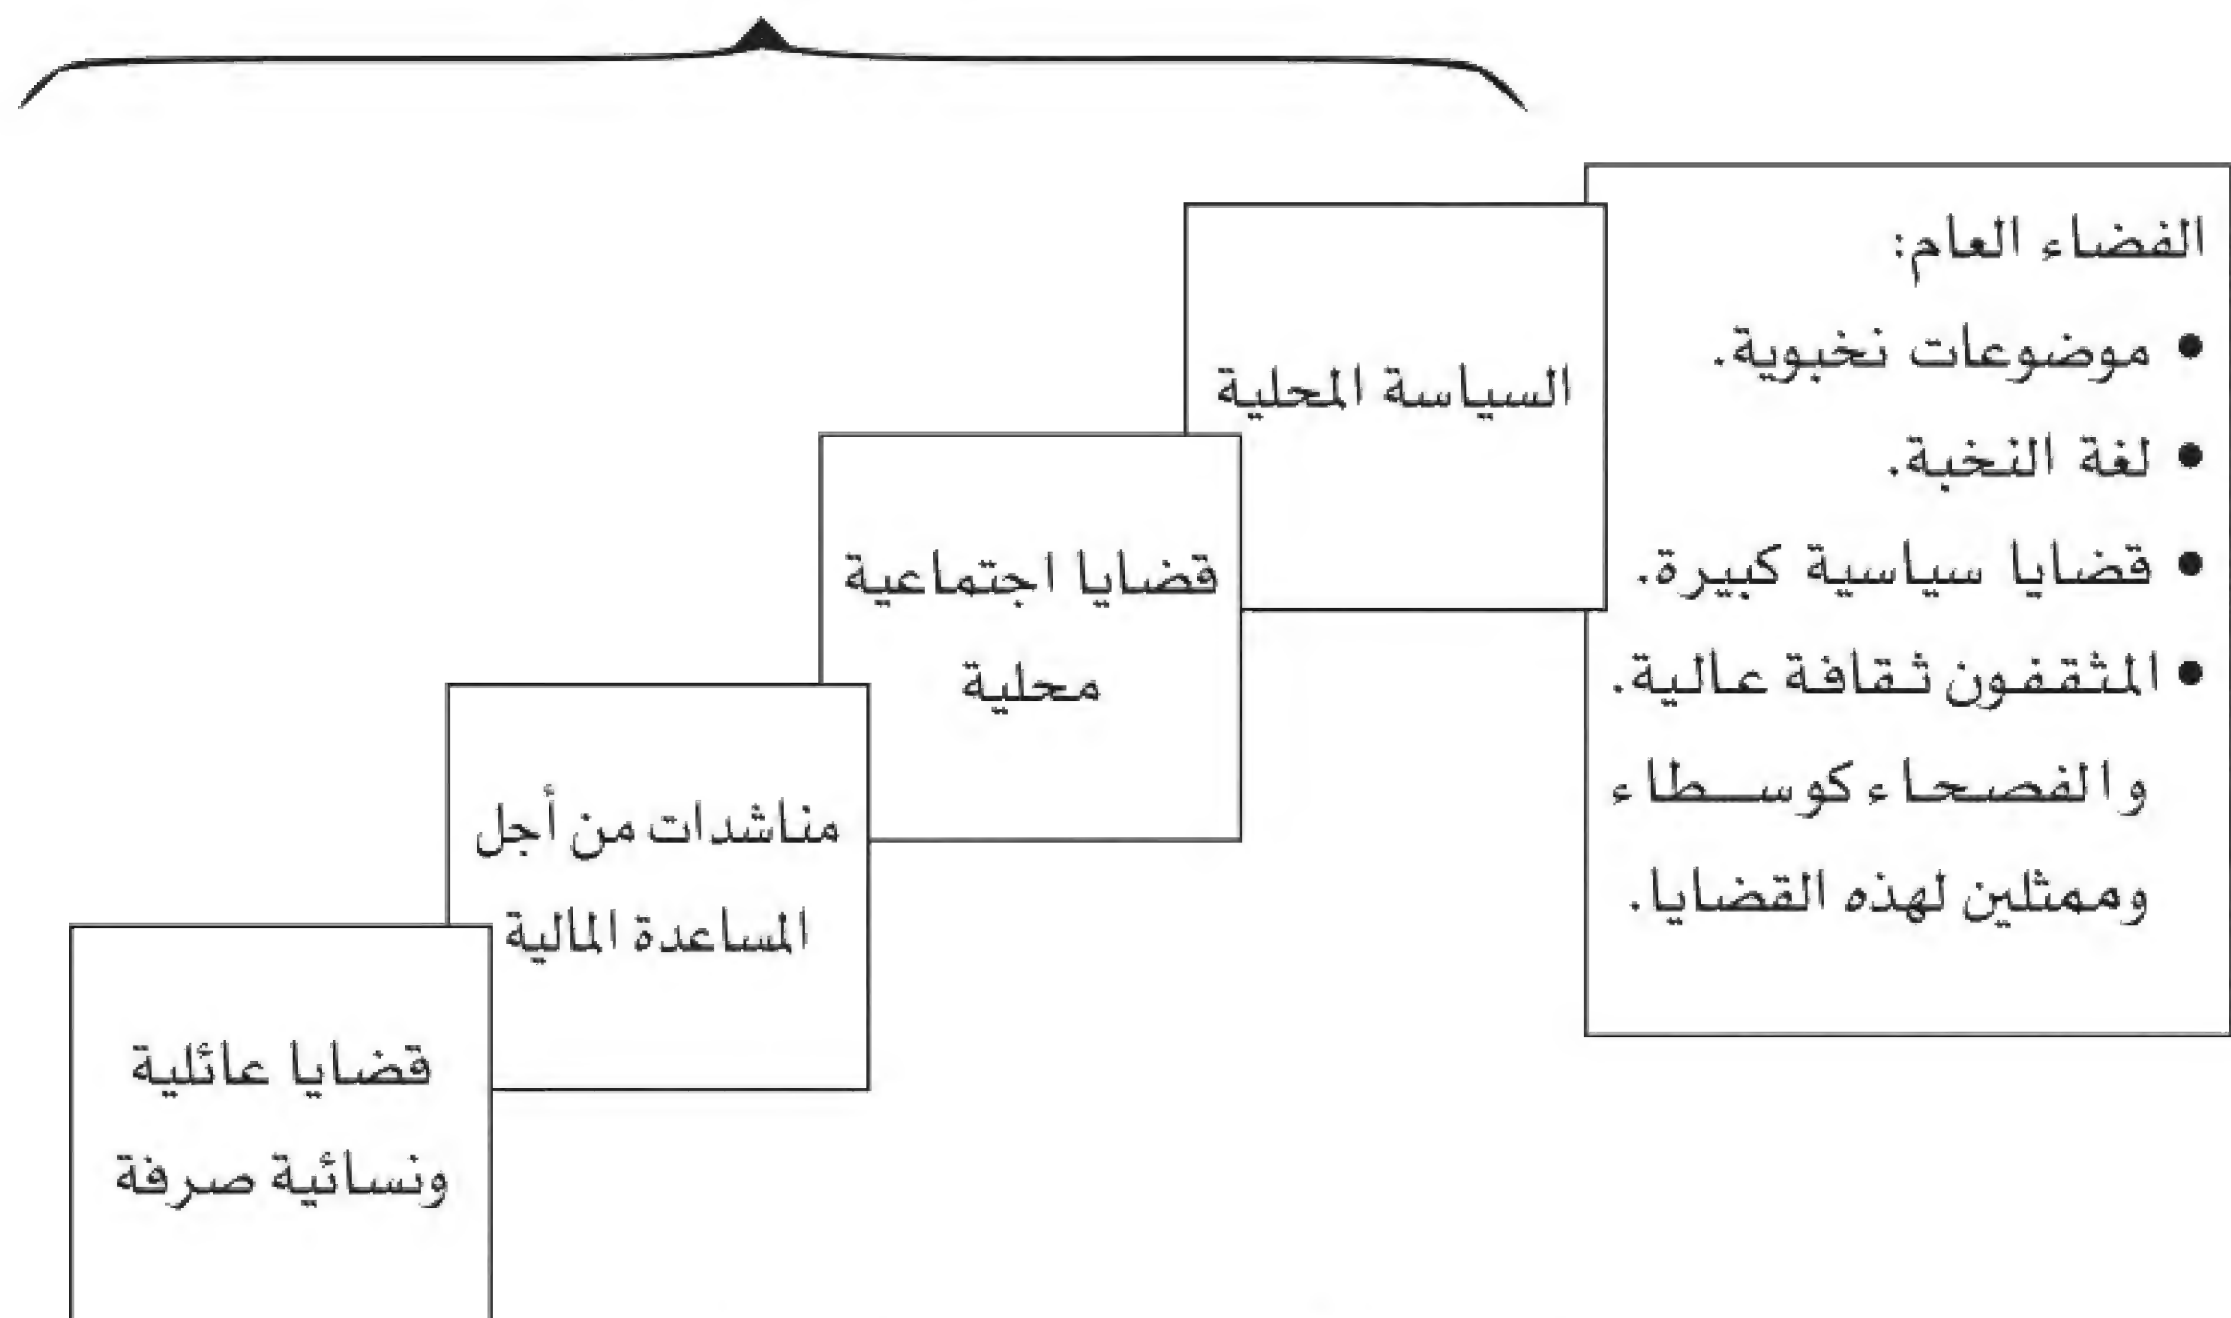 الفضاء العام:
• موضوعات نخبوية.
• لغة النخبة.
• قضايا سياسية كبيرة.
• المثقفون ثقافة عالية.
والفصحاء كوسطاء
وممثلين لهذه القضايا.
السياسة المحلية
قضايا اجتماعية
محلية
مناشدات من أجل
المساعدة المالية
قضايا عائلية
ونسائية صرفة